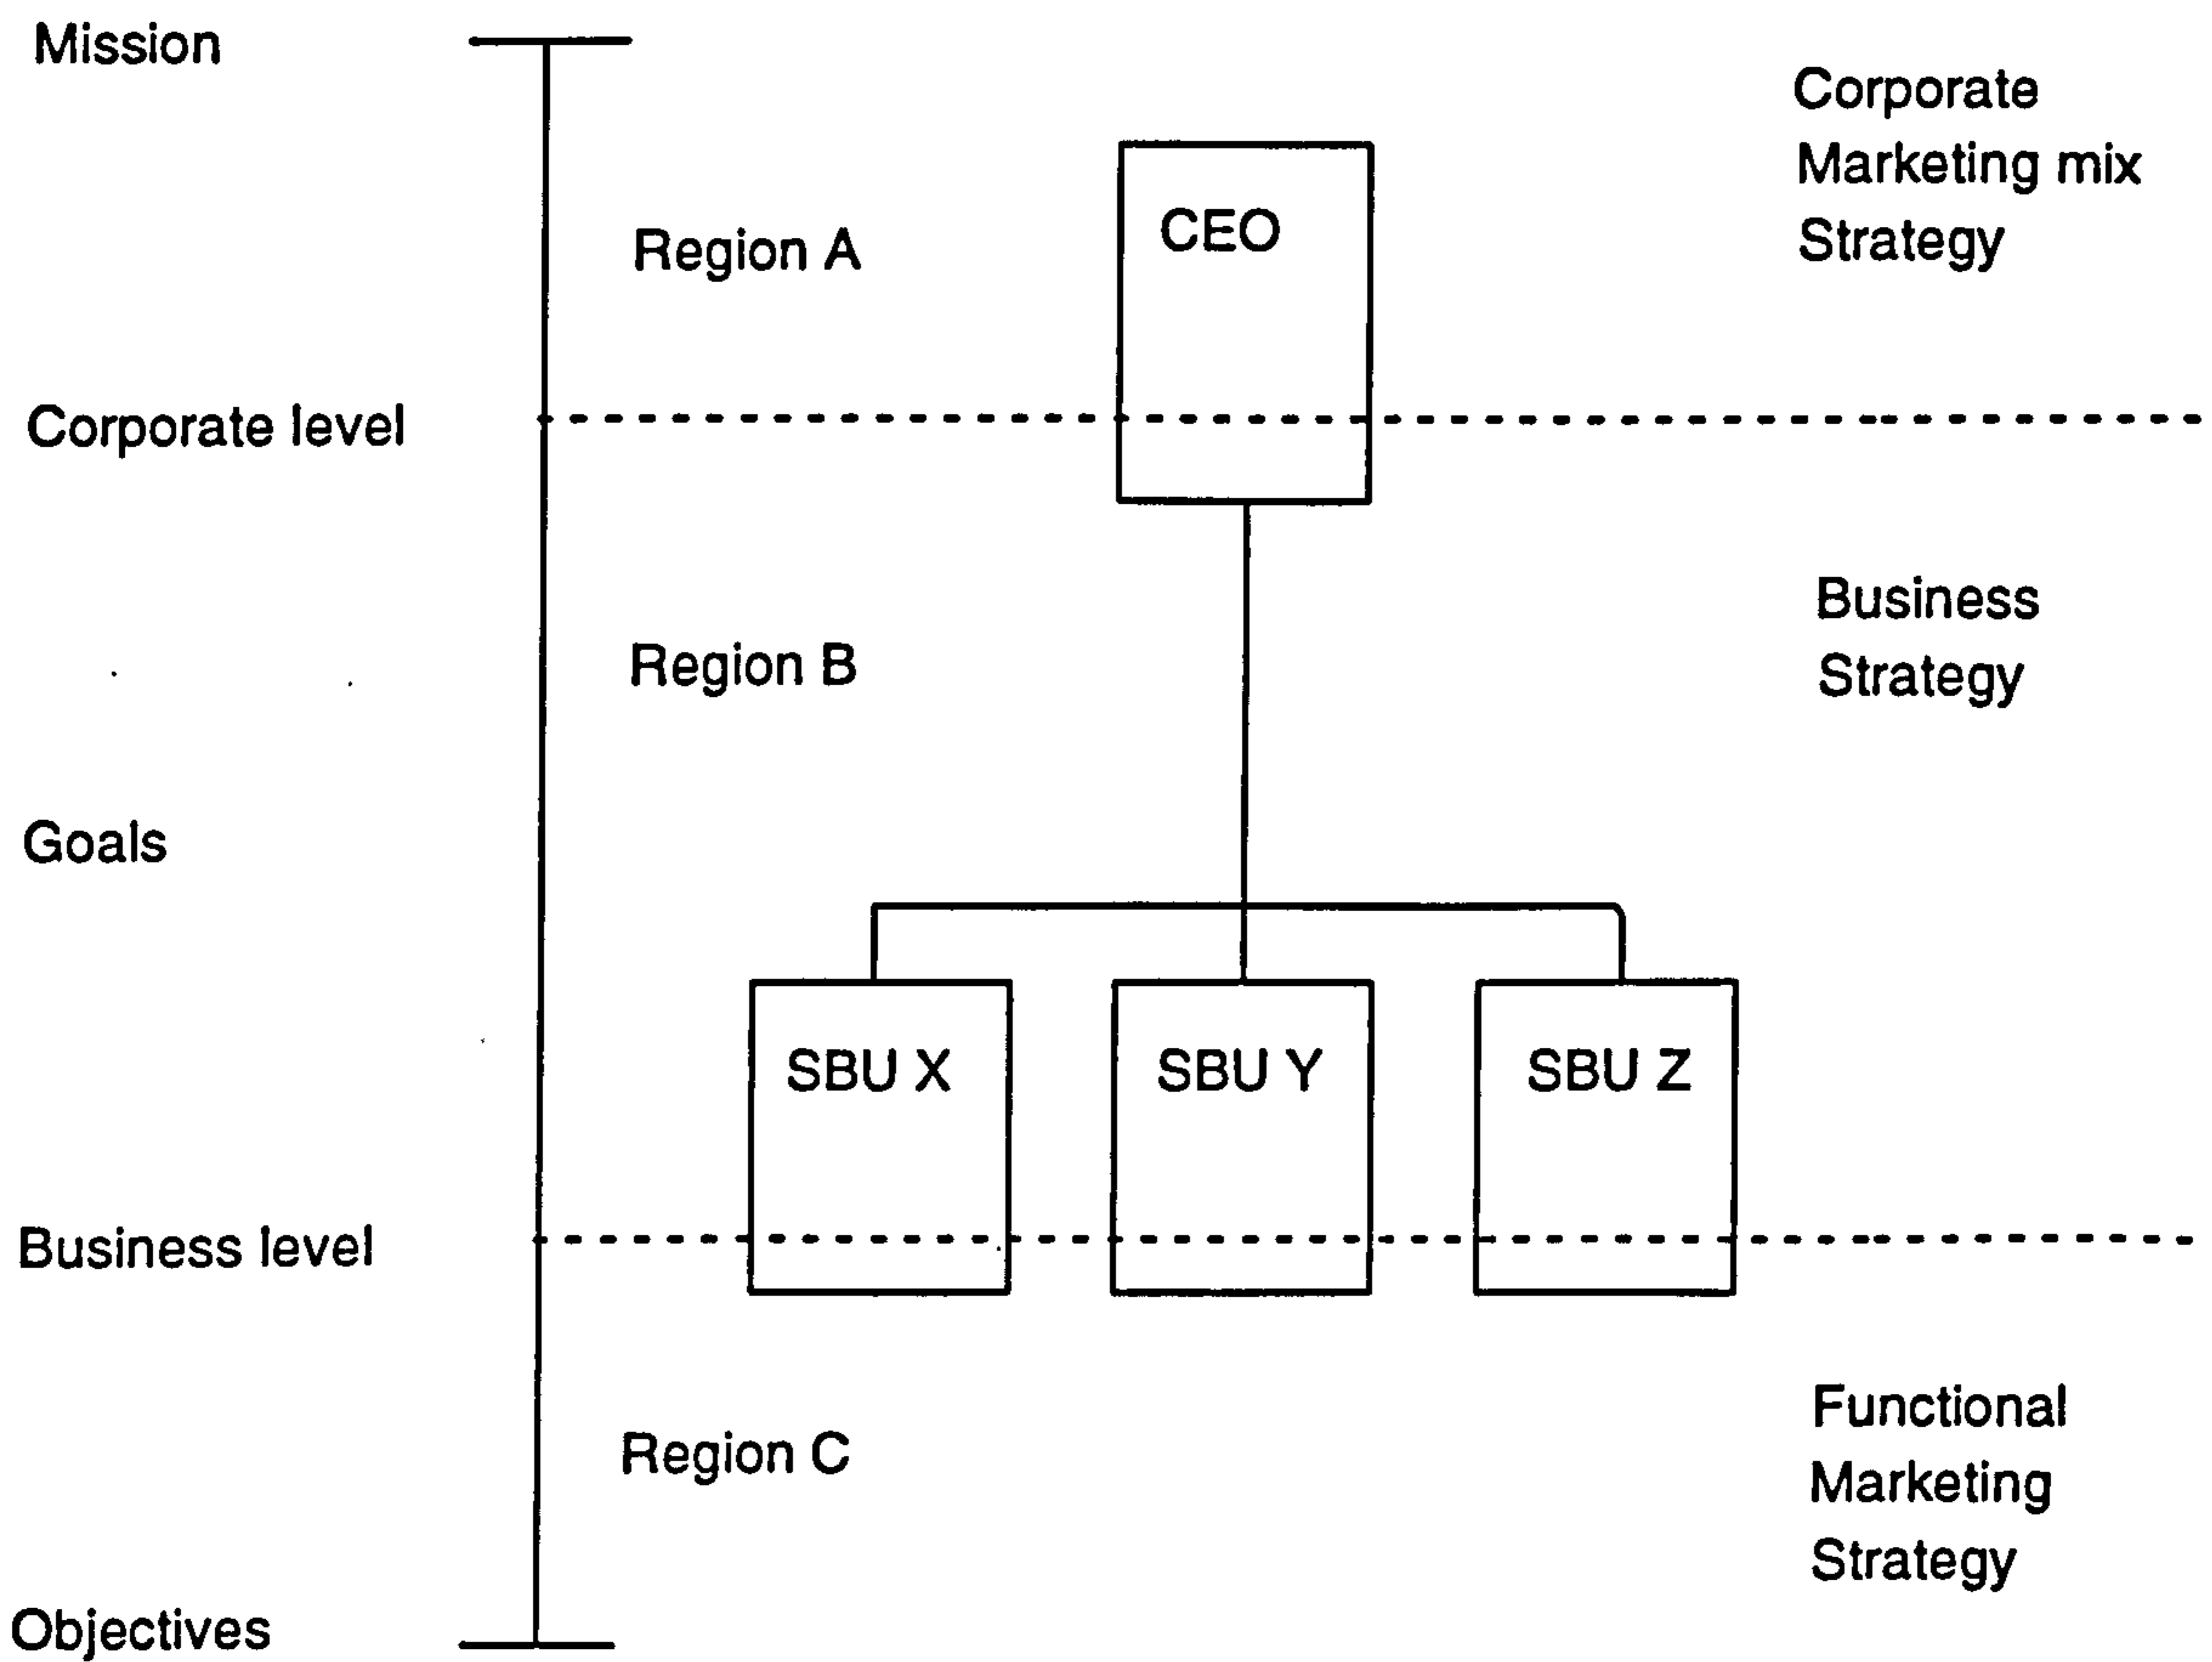 Mission
Corporate
Marketing mix
Strategy
CEO
Region A
Corporate level
Business
Strategy
Region B
Goals
SBU X
SBU Y
SBU Z
Business level
Functional
Marketing
Strategy
Region C
Objectives